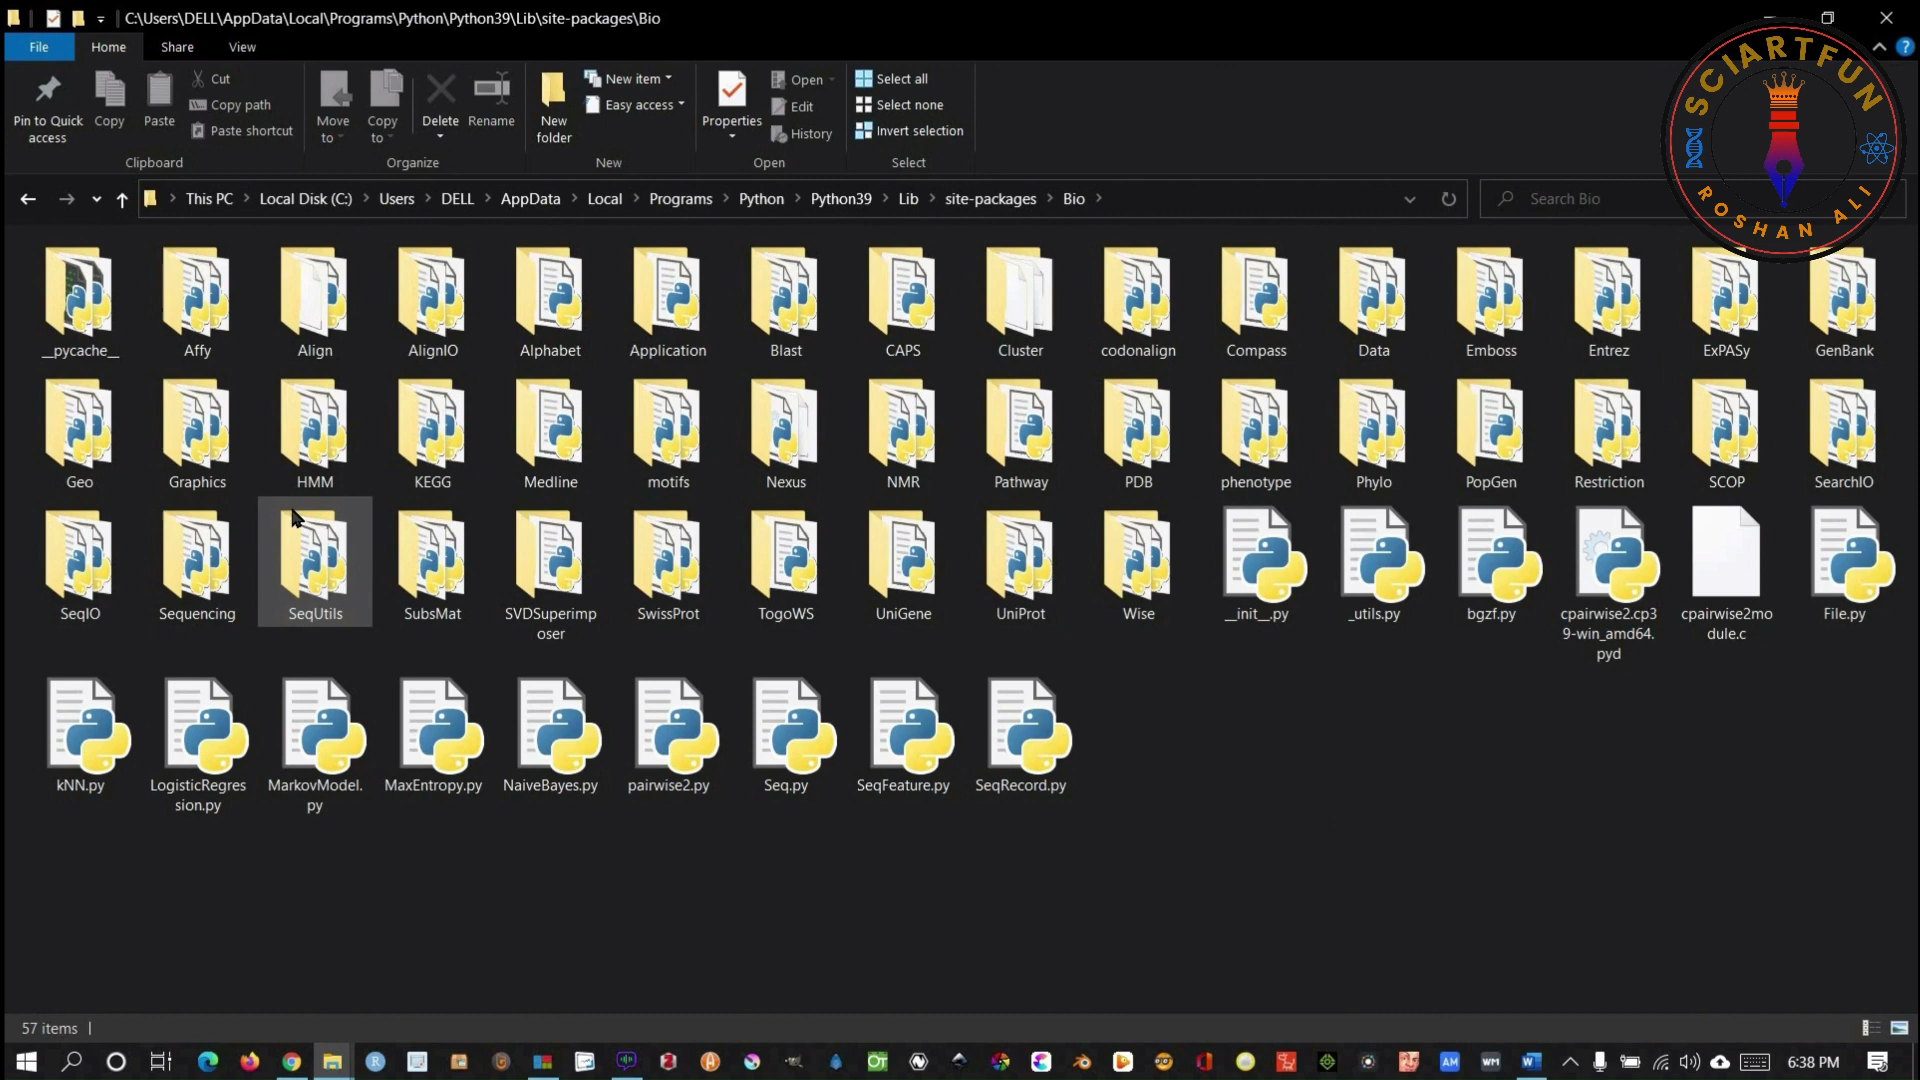 C:\Users\DELL\AppData\Local\Programs\Python\Python39\Lib\site-packages\Bio
File Home Share View
Pin to Quick access
Copy
Paste
Cut
Copy path
Paste shortcut
Clipboard
Move to
Copy to
Delete
Rename
Organize
New folder
New item
Easy access
New
Properties
Open
Edit
History
Open
Select all
Select none
Invert selection
Select
SCIARTFUN
ROSHAN ALI
This PC Local Disk (C:) Users DELL AppData Local Programs Python Python39 Lib site-packages Bio
Search Bio
__pycache__ Affy Align AlignIO Alphabet Application Blast CAPS Cluster codonalign Compass Data Emboss Entrez ExPASy GenBank
Geo Graphics HMM KEGG Medline motifs Nexus NMR Pathway PDB phenotype Phylo PopGen Restriction SCOP SearchIO
SeqIO Sequencing SeqUtils SubsMat SVDSuperimp SwissProt TogoWS UniGene UniProt Wise __init__.py _utils.py bgzf.py cpairwise2.cp3 cpairwise2mo File.py
oser 9-win_amd64. dule.c
pyd
kNN.py LogisticRegres MarkovModel. MaxEntropy.py NaiveBayes.py pairwise2.py Seq.py SeqFeature.py SeqRecord.py
sion.py py
57 items
R OT AM WM W 6:38 PM